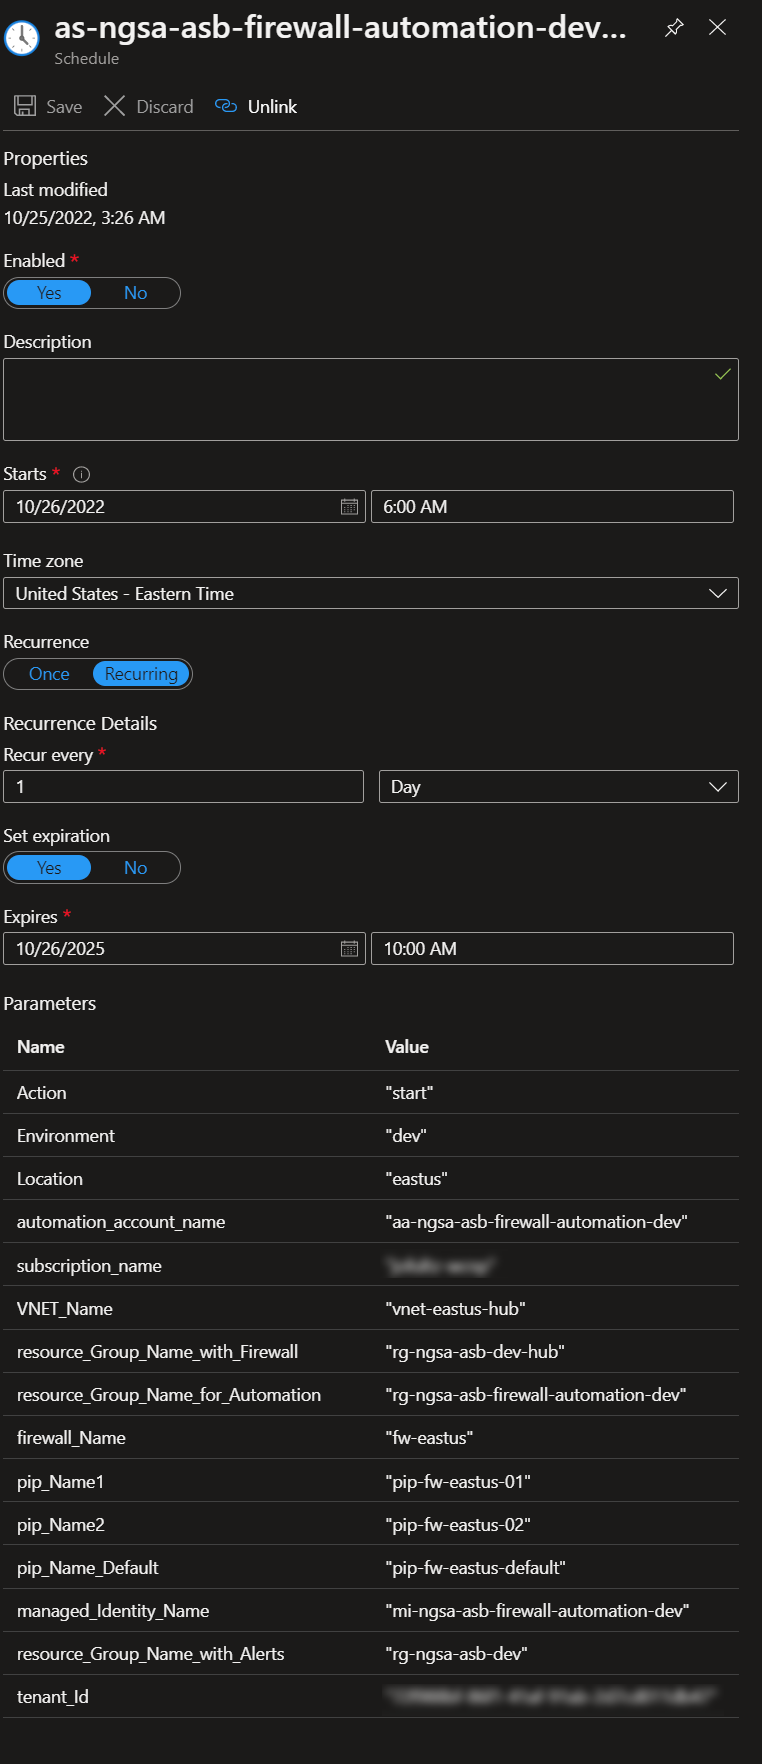 as-ngsa-asb-firewall-automation-dev...
Schedule
Save Discard Unlink
Properties
Last modified
10/25/2022, 3:26 AM
Enabled *
Yes No
Description
Starts *
10/26/2022 6:00 AM
Time zone
United States - Eastern Time
Recurrence
Once Recurring
Recurrence Details
Recur every *
1 Day
Set expiration
Yes No
Expires *
10/26/2025 10:00 AM
Parameters
Name Value
Action "start"
Environment "dev"
Location "eastus"
automation_account_name "aa-ngsa-asb-firewall-automation-dev"
subscription_name
VNET_Name "vnet-eastus-hub"
resource_Group_Name_with_Firewall "rg-ngsa-asb-dev-hub"
resource_Group_Name_for_Automation "rg-ngsa-asb-firewall-automation-dev"
firewall_Name "fw-eastus"
pip_Name1 "pip-fw-eastus-01"
pip_Name2 "pip-fw-eastus-02"
pip_Name_Default "pip-fw-eastus-default"
managed_Identity_Name "mi-ngsa-asb-firewall-automation-dev"
resource_Group_Name_with_Alerts "rg-ngsa-asb-dev"
tenant_Id